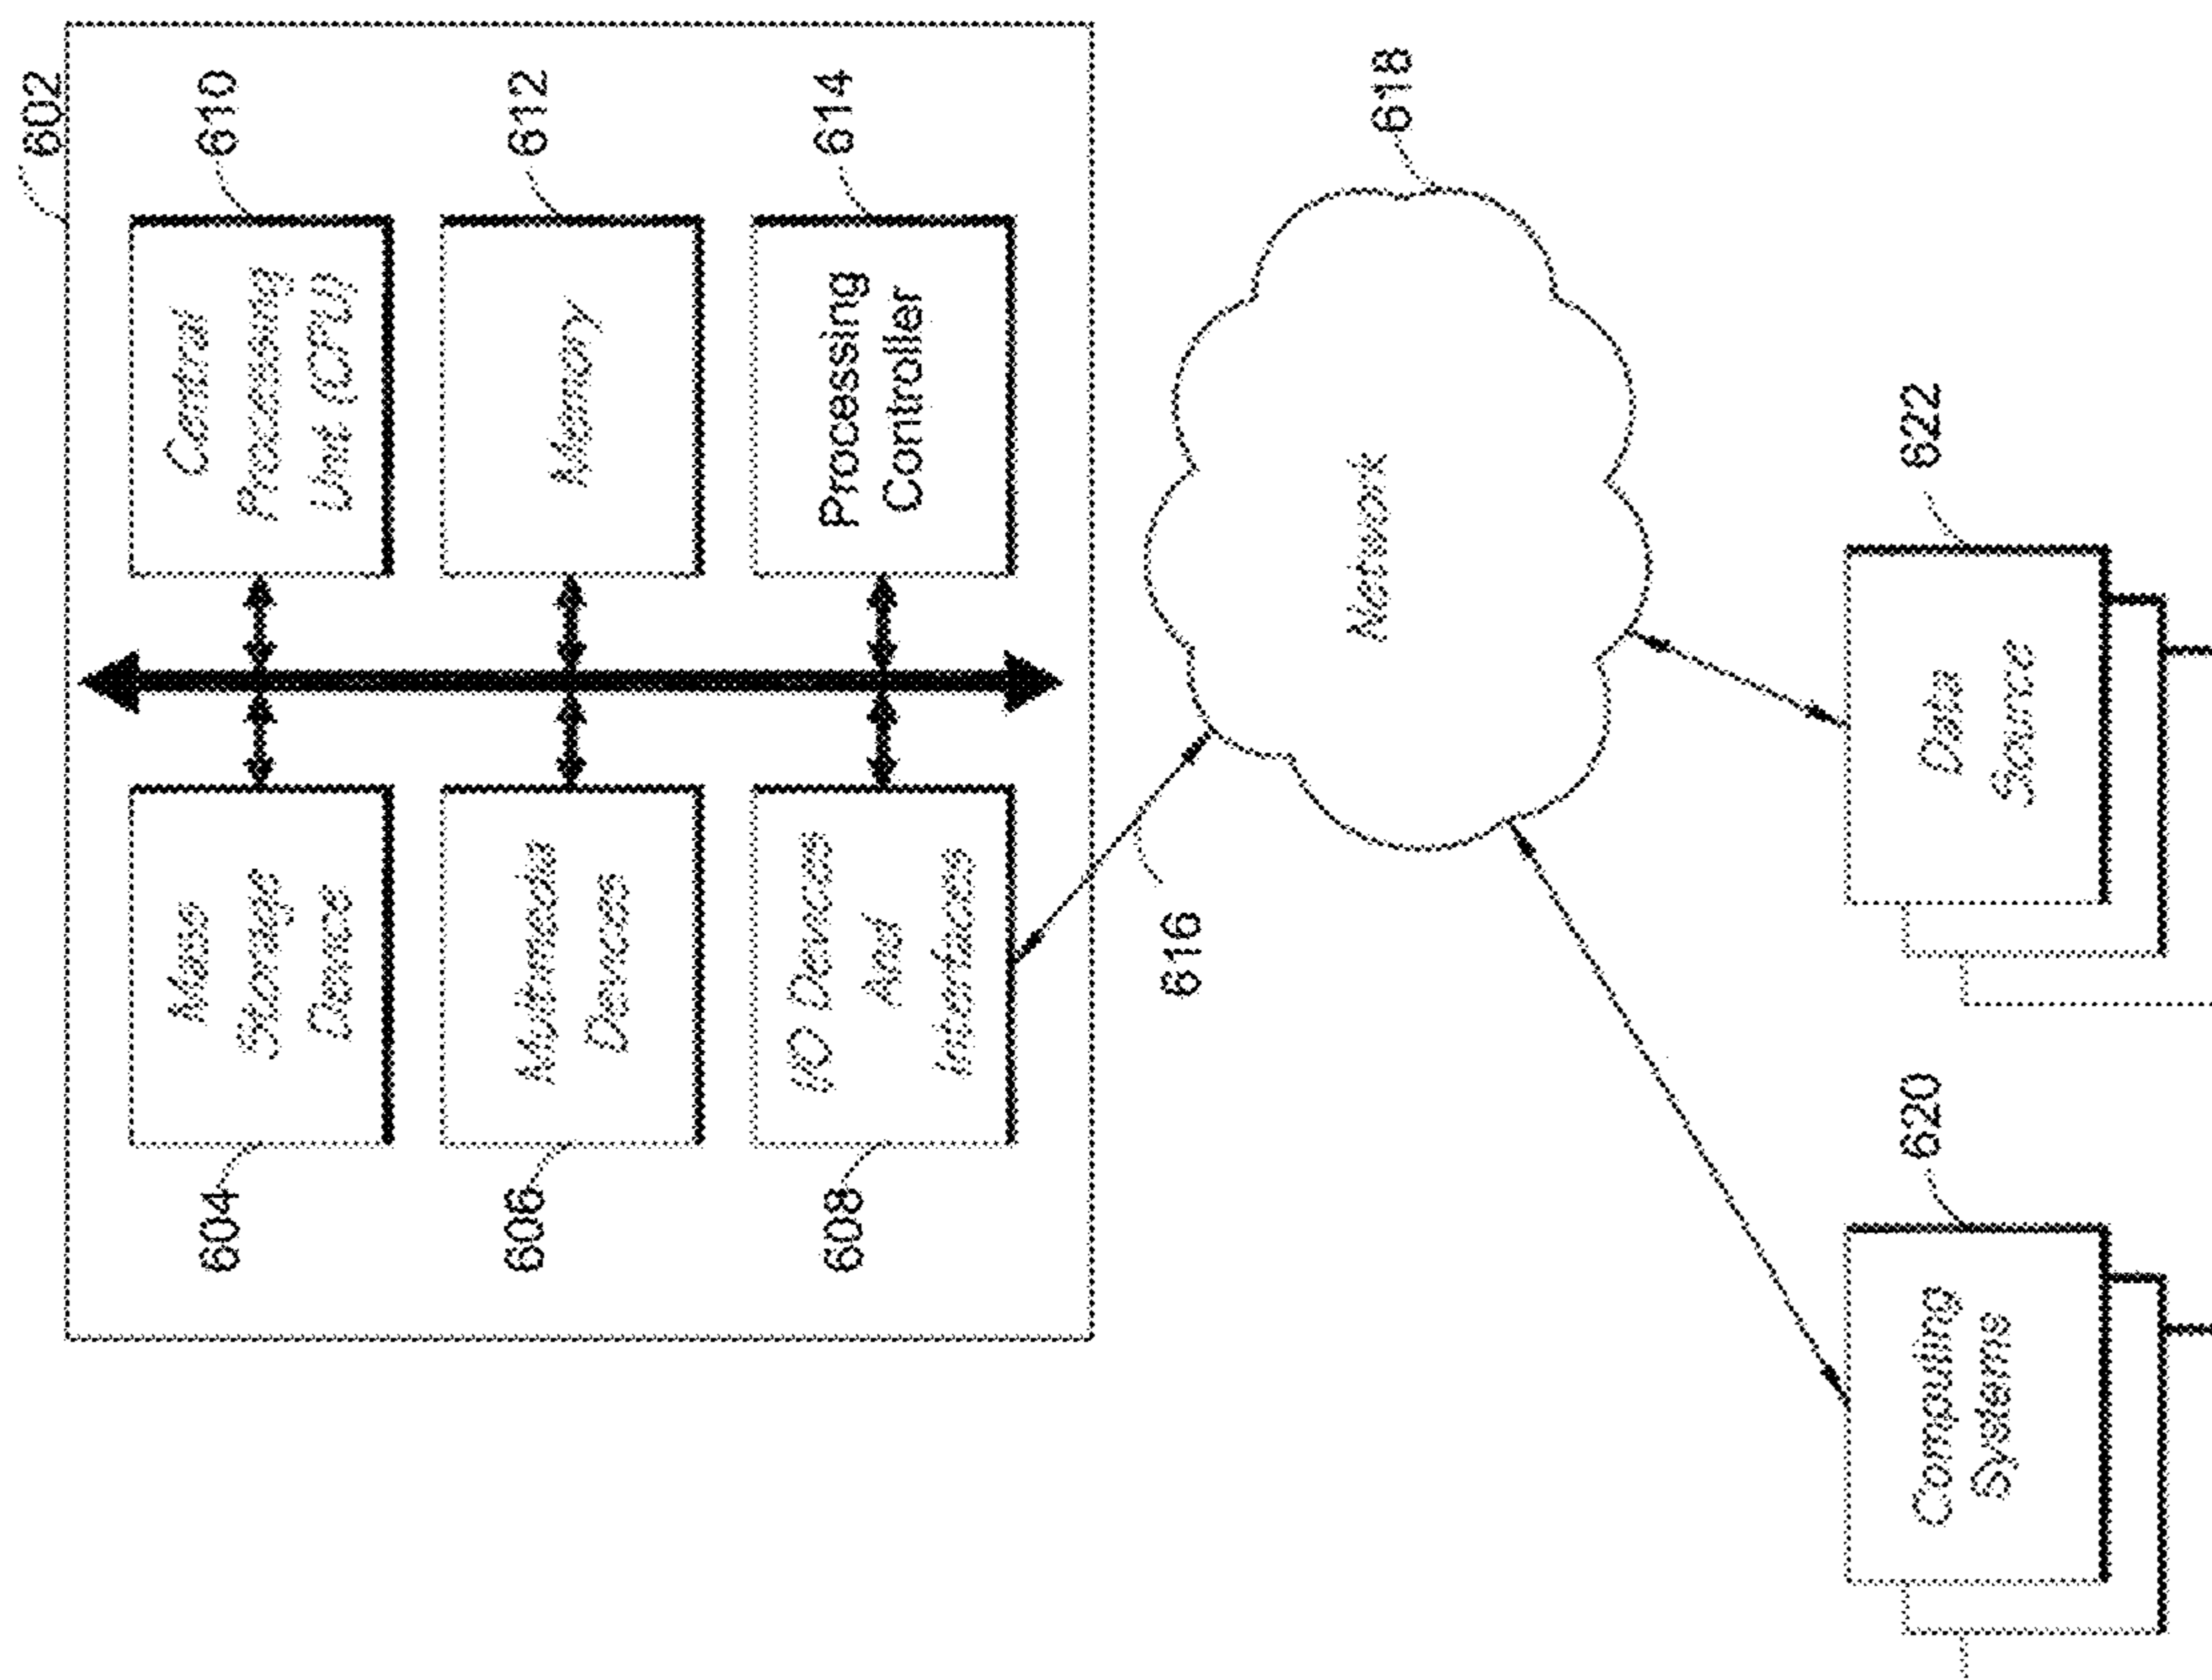 602
604
Mass
Storage
Device
Central
Processing
Unit (CPU)
610
606
Multimedia
Devices
Memory
612
608
I/O Devices
And
Interfaces
Processing
Controller
614
616
Network
618
620
Computing
Systems
622
Data
Source